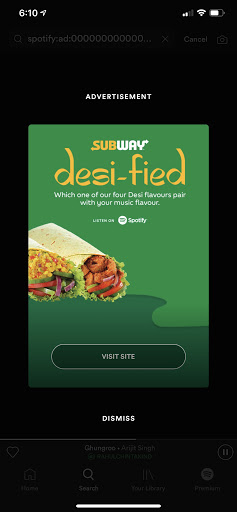 6:10
spotify:ad:000000000000...
Cancel
ADVERTISEMENT
SUBWAY
desi-fied
Which one of our four Desi flavours pair
with your music flavour.
LISTEN ON Spotify
VISIT SITE
DISMISS
Ghungroo • Arijit Singh
Home
Search
Your Library
Premium